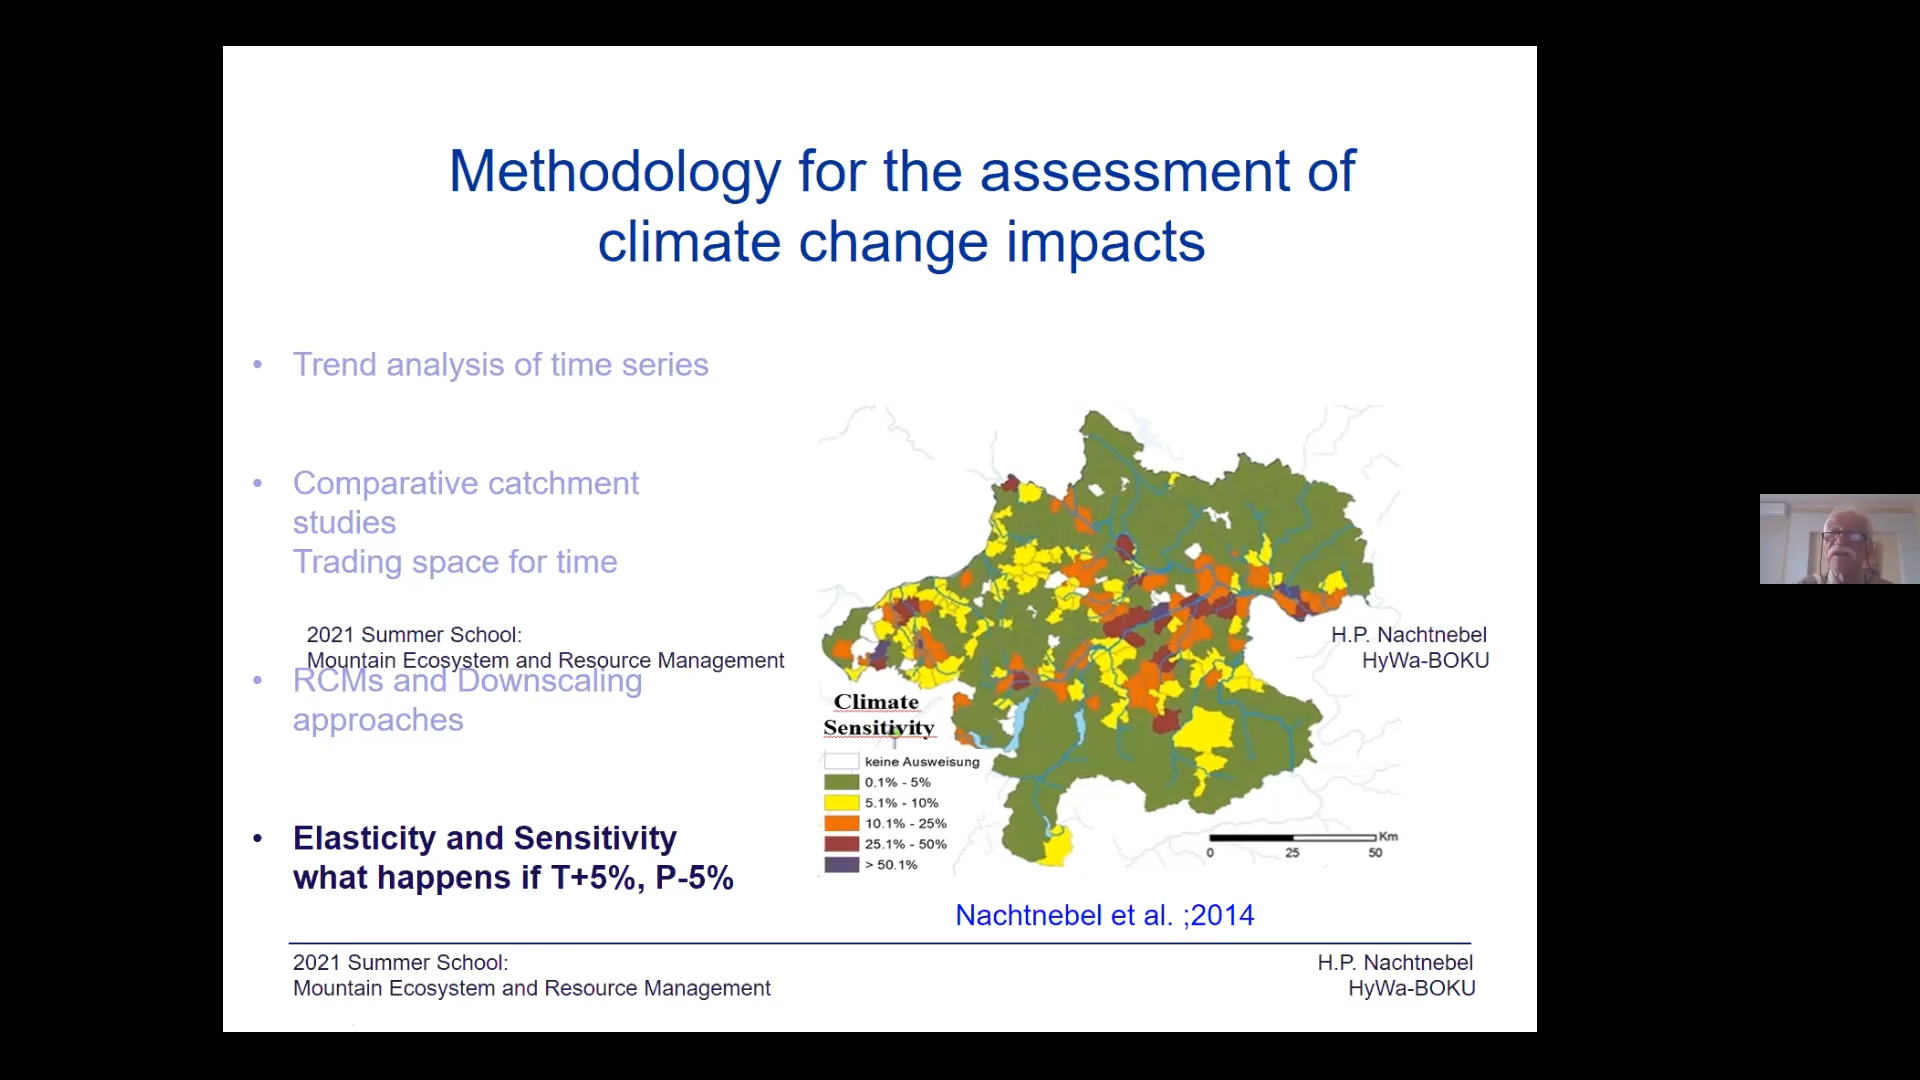 Methodology for the assessment of
climate change impacts
• Trend analysis of time series
• Comparative catchment
studies
Trading space for time
2021 Summer School:
Mountain Ecosystem and Resource Management
H.P. Nachtnebel
HyWa-BOKU
• RCMs and Downscaling
approaches
• Elasticity and Sensitivity
what happens if T+5%, P-5%
Climate
Sensitivity
keine Ausweisung
0.1% - 5%
5.1% - 10%
10.1% - 25%
25.1% - 50%
> 50.1%
Km
0 25 50
Nachtnebel et al. ;2014
2021 Summer School:
Mountain Ecosystem and Resource Management
H.P. Nachtnebel
HyWa-BOKU